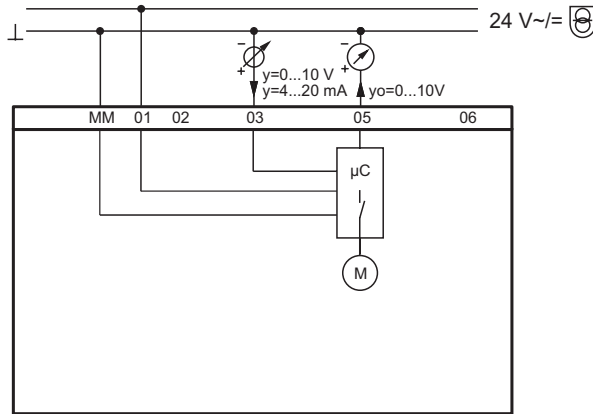 24 V~/=
⊥
- -
+ y=0...10 V +
y=4...20 mA yo=0...10V
MM 01 02 03 05 06
µC
M